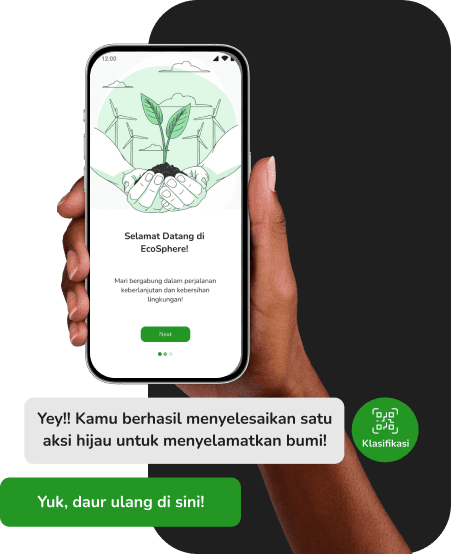 12:00
Selamat Datang di
EcoSphere!
Mari bergabung dalam perjalanan
keberlanjutan dan kebersihan
lingkungan!
Next
Yey!! Kamu berhasil menyelesaikan satu
aksi hijau untuk menyelamatkan bumi!
Klasifikasi
Yuk, daur ulang di sini!